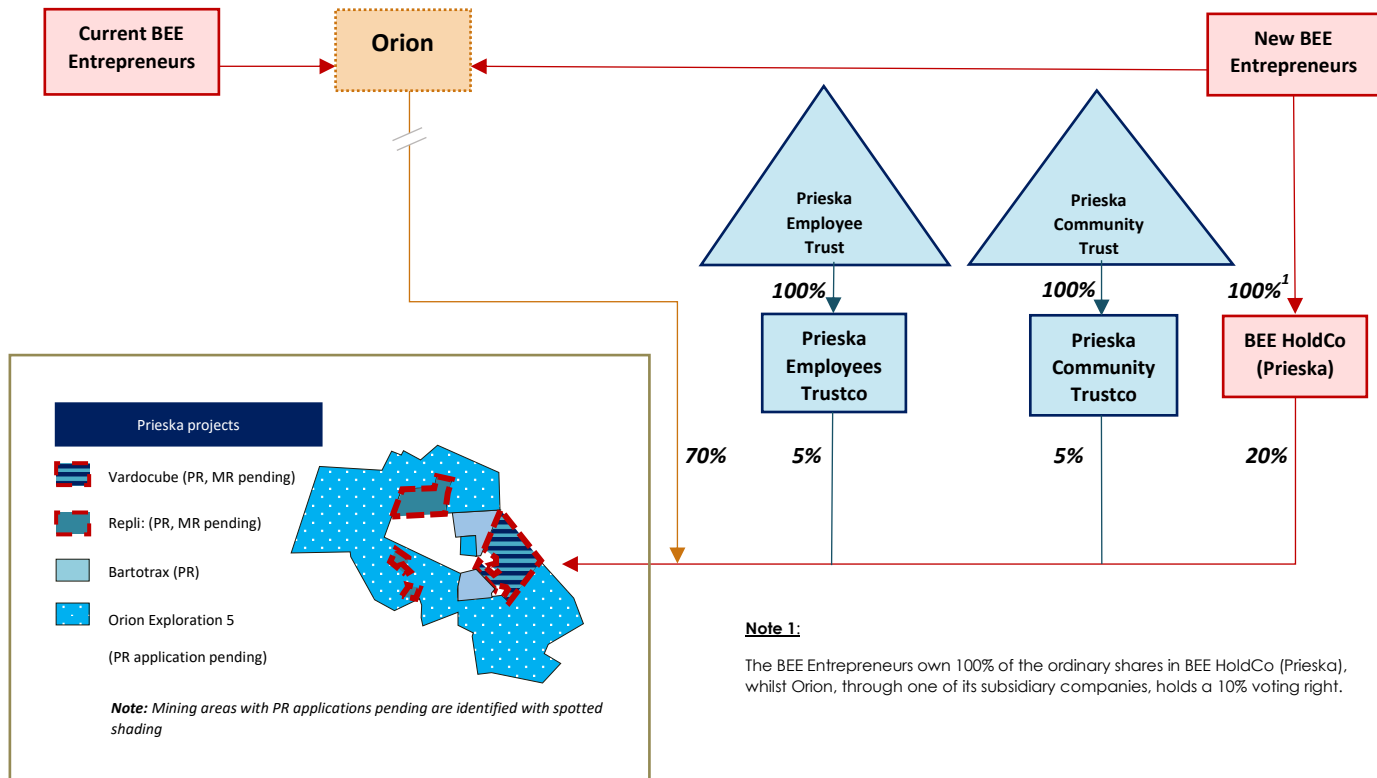 Current BEE
Entrepreneurs
Orion
New BEE
Entrepreneurs
Prieska
Employee
Trust
Prieska
Community
Trust
100%
100%
100%1
Prieska
Employees
Trustco
Prieska
Community
Trustco
BEE HoldCo
(Prieska)
70%
5%
5%
20%
Prieska projects
Vardocube (PR, MR pending)
Repli: (PR, MR pending)
Bartotrax (PR)
Orion Exploration 5
(PR application pending)
Note: Mining areas with PR applications pending are identified with spotted
shading
Note 1:
The BEE Entrepreneurs own 100% of the ordinary shares in BEE HoldCo (Prieska),
whilst Orion, through one of its subsidiary companies, holds a 10% voting right.